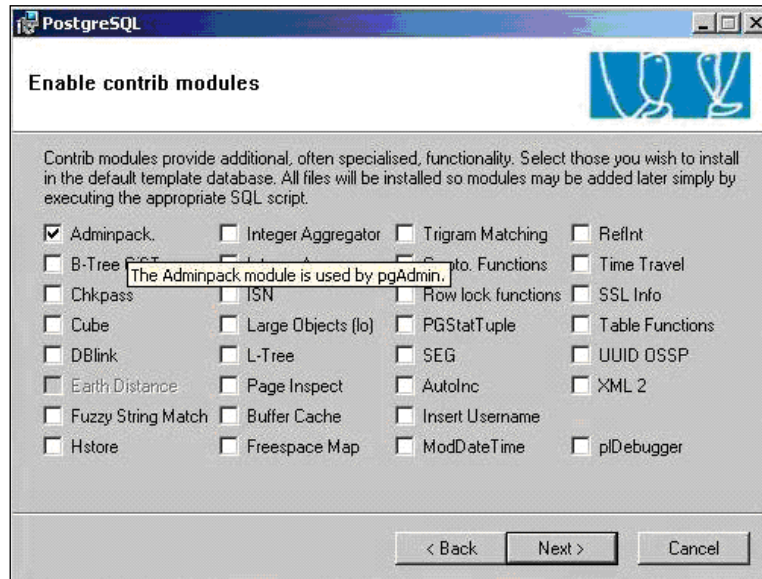 PostgreSQL
Enable contrib modules
Contrib modules provide additional, often specialised, functionality. Select those you wish to install
in the default template database. All files will be installed so modules may be added later simply by
executing the appropriate SQL script.
Adminpack. Integer Aggregator Trigram Matching RefInt
B-Tree Functions Time Travel
The Adminpack module is used by pgAdmin.
Chkpass ISN Row lock functions SSL Info
Cube Large Objects (lo) PGStatTuple Table Functions
DBlink L-Tree SEG UUID OSSP
Earth Distance Page Inspect AutoInc XML 2
Fuzzy String Match Buffer Cache Insert Username
Hstore Freespace Map ModDateTime plDebugger
< Back Next > Cancel